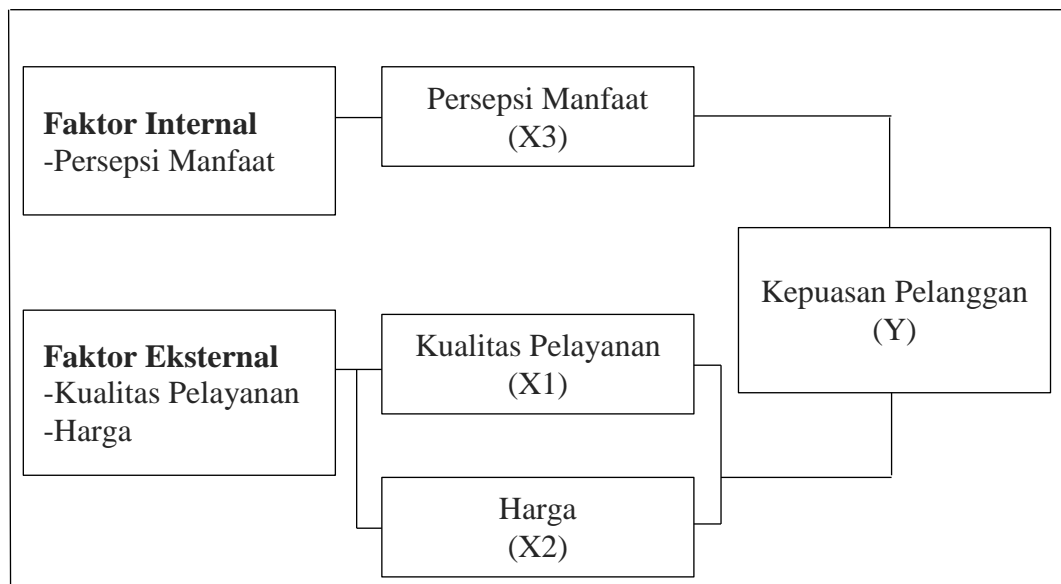 Faktor Internal
-Persepsi Manfaat
Persepsi Manfaat
(X3)
Kepuasan Pelanggan
(Y)
Faktor Eksternal
-Kualitas Pelayanan
-Harga
Kualitas Pelayanan
(X1)
Harga
(X2)